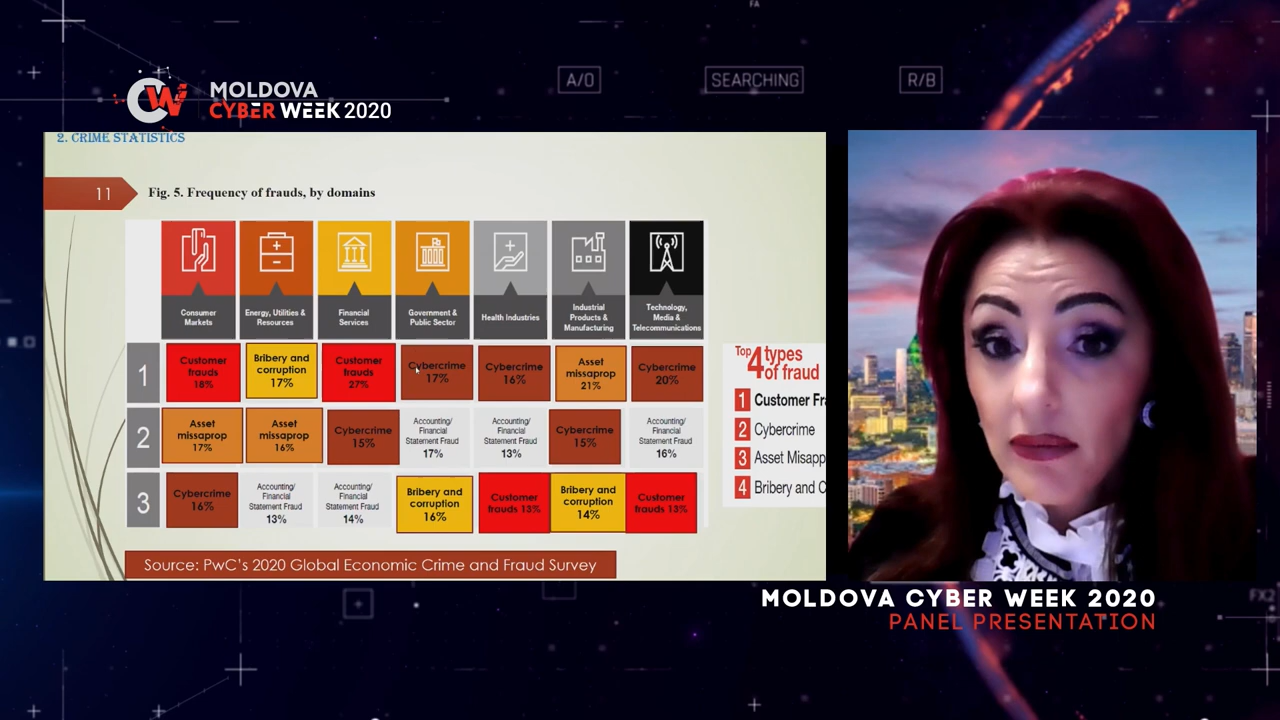 FA
A/0
SEARCHING
R/B
CW
MOLDOVA
CYBER WEEK 2020
2. CRIME STATISTICS
11
Fig. 5. Frequency of frauds, by domains
Consumer
Markets
Energy, Utilities &
Resources
Financial
Services
Government &
Public Sector
Health Industries
Industrial
Products &
Manufacturing
Technology,
Media &
Telecommunications
1
Customer
frauds
18%
Bribery and
corruption
17%
Customer
frauds
27%
Cybercrime
17%
Cybercrime
16%
Asset
missaprop
21%
Cybercrime
20%
2
Asset
missaprop
17%
Asset
missaprop
16%
Cybercrime
15%
Accounting/
Financial
Statement Fraud
17%
Accounting/
Financial
Statement Fraud
13%
Cybercrime
15%
Accounting/
Financial
Statement Fraud
16%
3
Cybercrime
16%
Accounting/
Financial
Statement Fraud
13%
Accounting/
Financial
Statement Fraud
14%
Bribery and
corruption
16%
Customer
frauds 13%
Bribery and
corruption
14%
Customer
frauds 13%
Top 4 types
of fraud
1 Customer Fr
2 Cybercrime
3 Asset Misapp
4 Bribery and C
Source: PwC's 2020 Global Economic Crime and Fraud Survey
MOLDOVA CYBER WEEK 2020
PANEL PRESENTATION
FX2